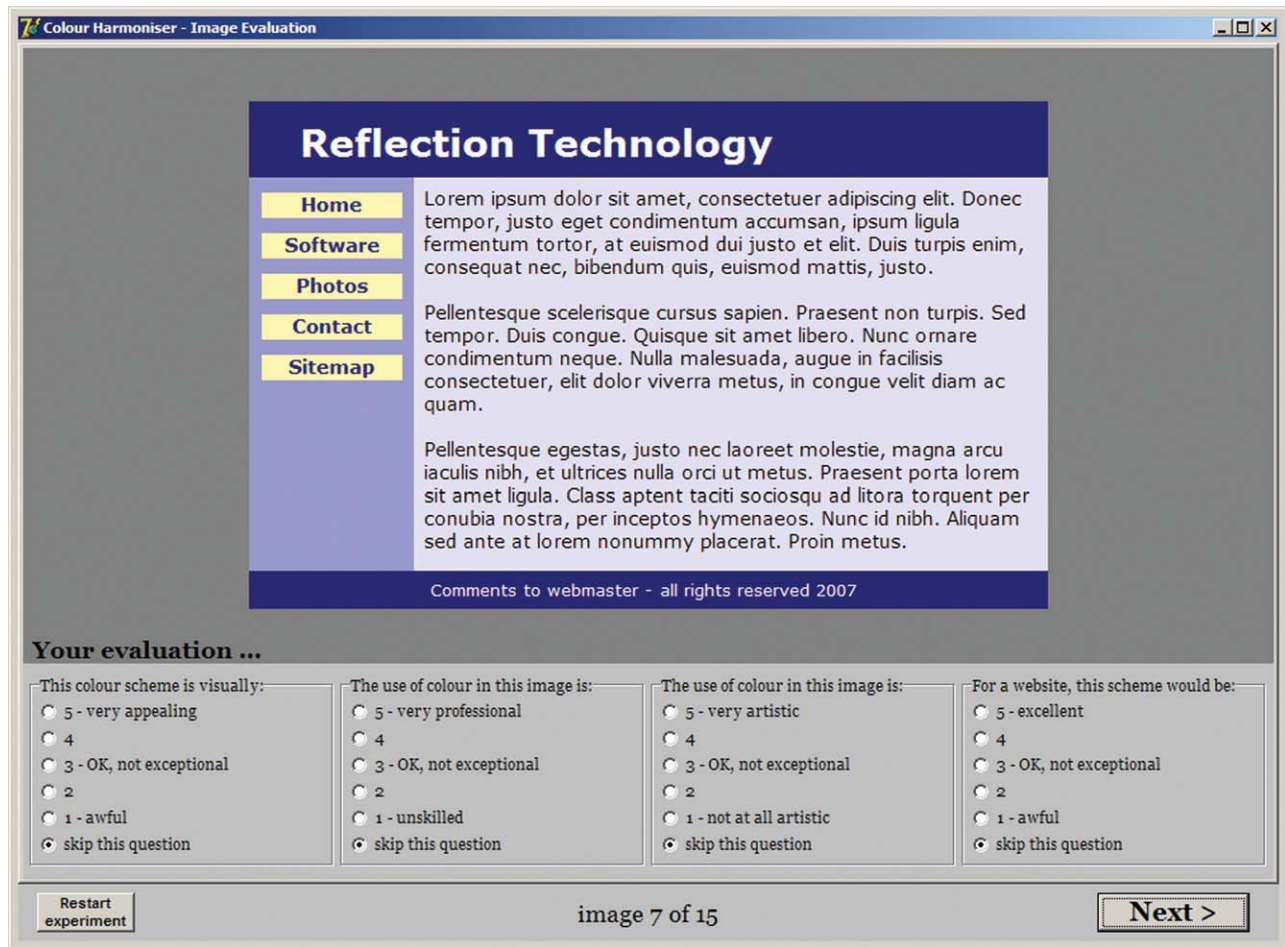 Colour Harmoniser - Image Evaluation
Reflection Technology
Home
Software
Photos
Contact
Sitemap
Lorem ipsum dolor sit amet, consectetuer adipiscing elit. Donec
tempor, justo eget condimentum accumsan, ipsum ligula
fermentum tortor, at euismod dui justo et elit. Duis turpis enim,
consequat nec, bibendum quis, euismod mattis, justo.
Pellentesque scelerisque cursus sapien. Praesent non turpis. Sed
tempor. Duis congue. Quisque sit amet libero. Nunc ornare
condimentum neque. Nulla malesuada, augue in facilisis
consectetuer, elit dolor viverra metus, in congue velit diam ac
quam.
Pellentesque egestas, justo nec laoreet molestie, magna arcu
iaculis nibh, et ultrices nulla orci ut metus. Praesent porta lorem
sit amet ligula. Class aptent taciti sociosqu ad litora torquent per
conubia nostra, per inceptos hymenaeos. Nunc id nibh. Aliquam
sed ante at lorem nonummy placerat. Proin metus.
Comments to webmaster - all rights reserved 2007
Your evaluation ...
This colour scheme is visually:
5 - very appealing
4
3 - OK, not exceptional
2
1 - awful
skip this question
The use of colour in this image is:
5 - very professional
4
3 - OK, not exceptional
2
1 - unskilled
skip this question
The use of colour in this image is:
5 - very artistic
4
3 - OK, not exceptional
2
1 - not at all artistic
skip this question
For a website, this scheme would be:
5 - excellent
4
3 - OK, not exceptional
2
1 - awful
skip this question
Restart
experiment
image 7 of 15
Next >